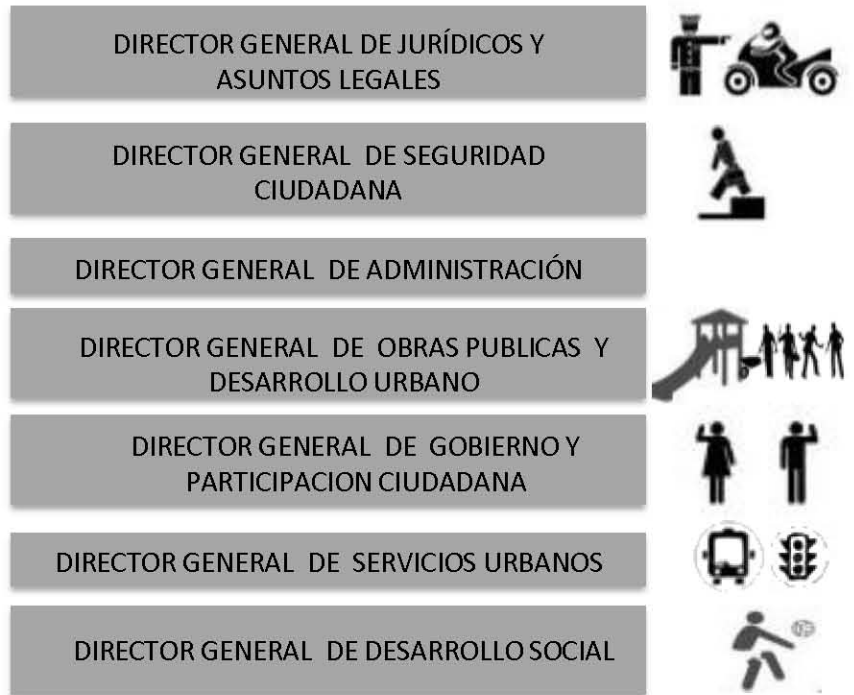 DIRECTOR GENERAL DE JURÍDICOS Y
ASUNTOS LEGALES
DIRECTOR GENERAL DE SEGURIDAD
CIUDADANA
DIRECTOR GENERAL DE ADMINISTRACIÓN
DIRECTOR GENERAL DE OBRAS PUBLICAS Y
DESARROLLO URBANO
DIRECTOR GENERAL DE GOBIERNO Y
PARTICIPACION CIUDADANA
DIRECTOR GENERAL DE SERVICIOS URBANOS
DIRECTOR GENERAL DE DESARROLLO SOCIAL